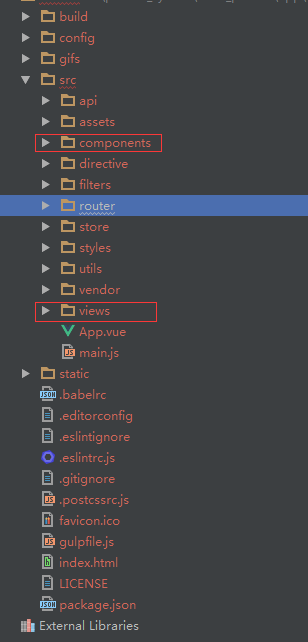 build
config
gifs
src
api
assets
components
directive
filters
router
store
styles
utils
vendor
views
App.vue
main.js
static
.babelrc
.editorconfig
.eslintignore
.eslintrc.js
.gitignore
.postcssrc.js
favicon.ico
gulpfile.js
index.html
LICENSE
package.json
External Libraries